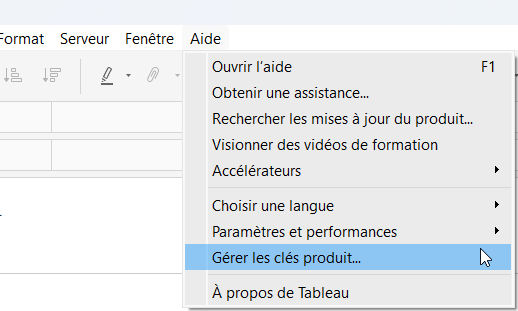 Format Serveur Fenêtre Aide
Ouvrir l'aide F1
Obtenir une assistance...
Rechercher les mises à jour du produit...
Visionner des vidéos de formation
Accélérateurs
Choisir une langue
Paramètres et performances
Gérer les clés produit...
À propos de Tableau